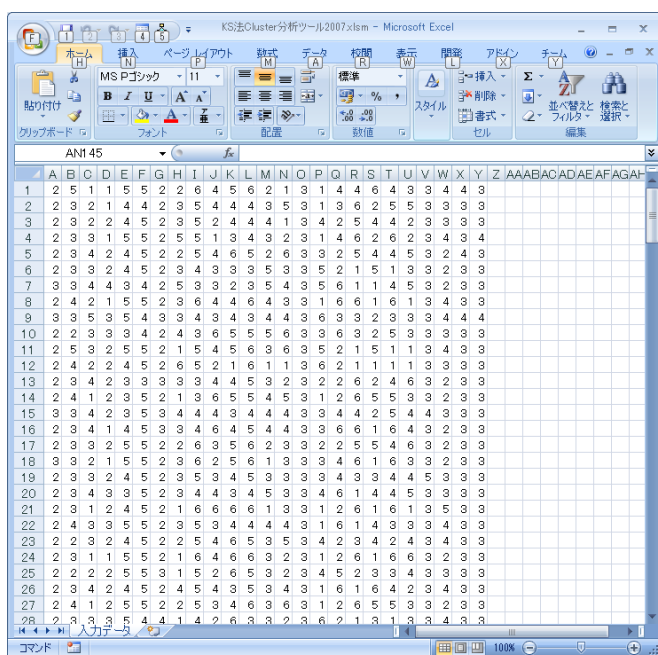 KS法Cluster分析ツール2007.xlsm - Microsoft Excel
F 1 2 3 4 5
ホーム 挿入 ページ レイアウト 数式 データ 校閲 表示 開発 アドイン チーム
H N P M A R W L X Y
MS Pゴシック 11 標準 挿入 Σ
貼り付け B I U A A % , スタイル 削除 並べ替えと フィルタ 検索と 選択
書式
クリップボード フォント 配置 数値 セル 編集
AN145 fx
A B C D E F G H I J K L M N O P Q R S T U V W X Y Z AA AB AC AD AE AF AG AH
1 2 5 1 1 5 5 2 2 6 4 5 6 2 1 3 1 4 4 6 4 3 3 4 4 3
2 2 3 2 1 4 4 2 3 5 4 4 4 3 5 3 1 3 6 2 5 5 3 3 3 3
3 2 3 2 2 4 5 2 3 5 2 4 4 4 1 3 4 2 5 4 4 2 3 3 3 3
4 2 3 3 1 5 5 2 5 5 1 3 4 3 2 3 1 4 6 2 6 2 3 4 3 4
5 2 3 4 2 4 5 2 2 5 4 6 5 2 6 3 3 2 5 4 4 5 3 2 4 3
6 2 3 3 2 4 5 2 3 4 3 3 3 5 3 3 5 2 1 5 1 3 3 2 3 3
7 3 3 4 4 3 4 2 5 3 3 2 3 5 4 3 5 6 1 1 4 5 3 2 3 3
8 2 4 2 1 5 5 2 3 6 4 4 6 4 3 3 1 6 6 1 6 1 3 4 3 3
9 3 3 5 3 5 4 3 3 4 3 4 3 4 4 3 6 3 3 2 3 3 3 4 4 4
10 2 2 3 3 3 4 2 4 3 6 5 5 5 6 3 3 6 3 2 5 3 3 3 3 3
11 2 5 3 2 5 5 2 1 5 4 5 6 3 6 3 5 2 1 5 1 1 3 4 3 3
12 2 4 2 2 4 5 2 6 5 2 1 6 1 1 3 6 2 1 1 1 1 3 3 3 3
13 2 3 4 2 3 3 3 3 3 4 4 5 3 2 3 2 2 6 2 4 6 3 2 3 3
14 2 4 1 2 3 5 2 1 3 6 5 5 4 5 3 1 2 6 5 5 3 3 2 3 3
15 3 3 4 2 3 5 3 4 4 4 3 4 4 4 3 3 4 4 2 5 4 4 3 3 3
16 2 3 4 1 4 5 3 3 4 6 4 5 4 4 3 3 6 6 1 6 4 3 2 3 3
17 2 3 3 2 5 5 2 2 6 3 5 6 2 3 3 2 2 5 5 4 6 3 2 3 3
18 3 3 2 1 5 5 2 3 6 2 5 6 1 3 3 3 4 6 1 6 3 3 2 3 3
19 2 3 3 2 4 5 2 3 5 3 4 5 3 3 3 3 4 3 3 4 4 5 3 3 3
20 2 3 4 3 3 5 2 3 4 4 3 4 5 3 3 4 6 1 4 4 5 3 3 3 3
21 2 3 1 2 4 5 2 1 6 6 6 6 1 3 3 1 2 6 1 6 1 3 5 3 3
22 2 4 3 3 5 5 2 3 5 3 4 4 4 4 3 1 6 1 4 3 3 3 4 3 3
23 2 2 3 2 4 5 2 2 5 4 6 5 3 5 3 4 2 3 4 2 4 3 3 3 3
24 2 3 1 1 5 5 2 1 6 4 6 6 3 2 3 1 2 6 1 6 6 3 2 3 3
25 2 2 2 2 5 5 3 1 5 2 6 5 3 2 3 4 5 2 3 3 4 3 3 3 3
26 2 3 4 2 4 5 2 4 5 4 3 5 3 4 3 1 6 1 6 4 2 3 4 3 3
27 2 4 1 2 5 5 2 2 5 3 4 6 3 6 3 1 2 6 5 5 3 3 2 3 3
28 2 3 3 3 5 4 4 1 4 2 6 3 3 2 3 6 2 1 3 1 3 3 4 3 3
入力データ
コマンド 100%